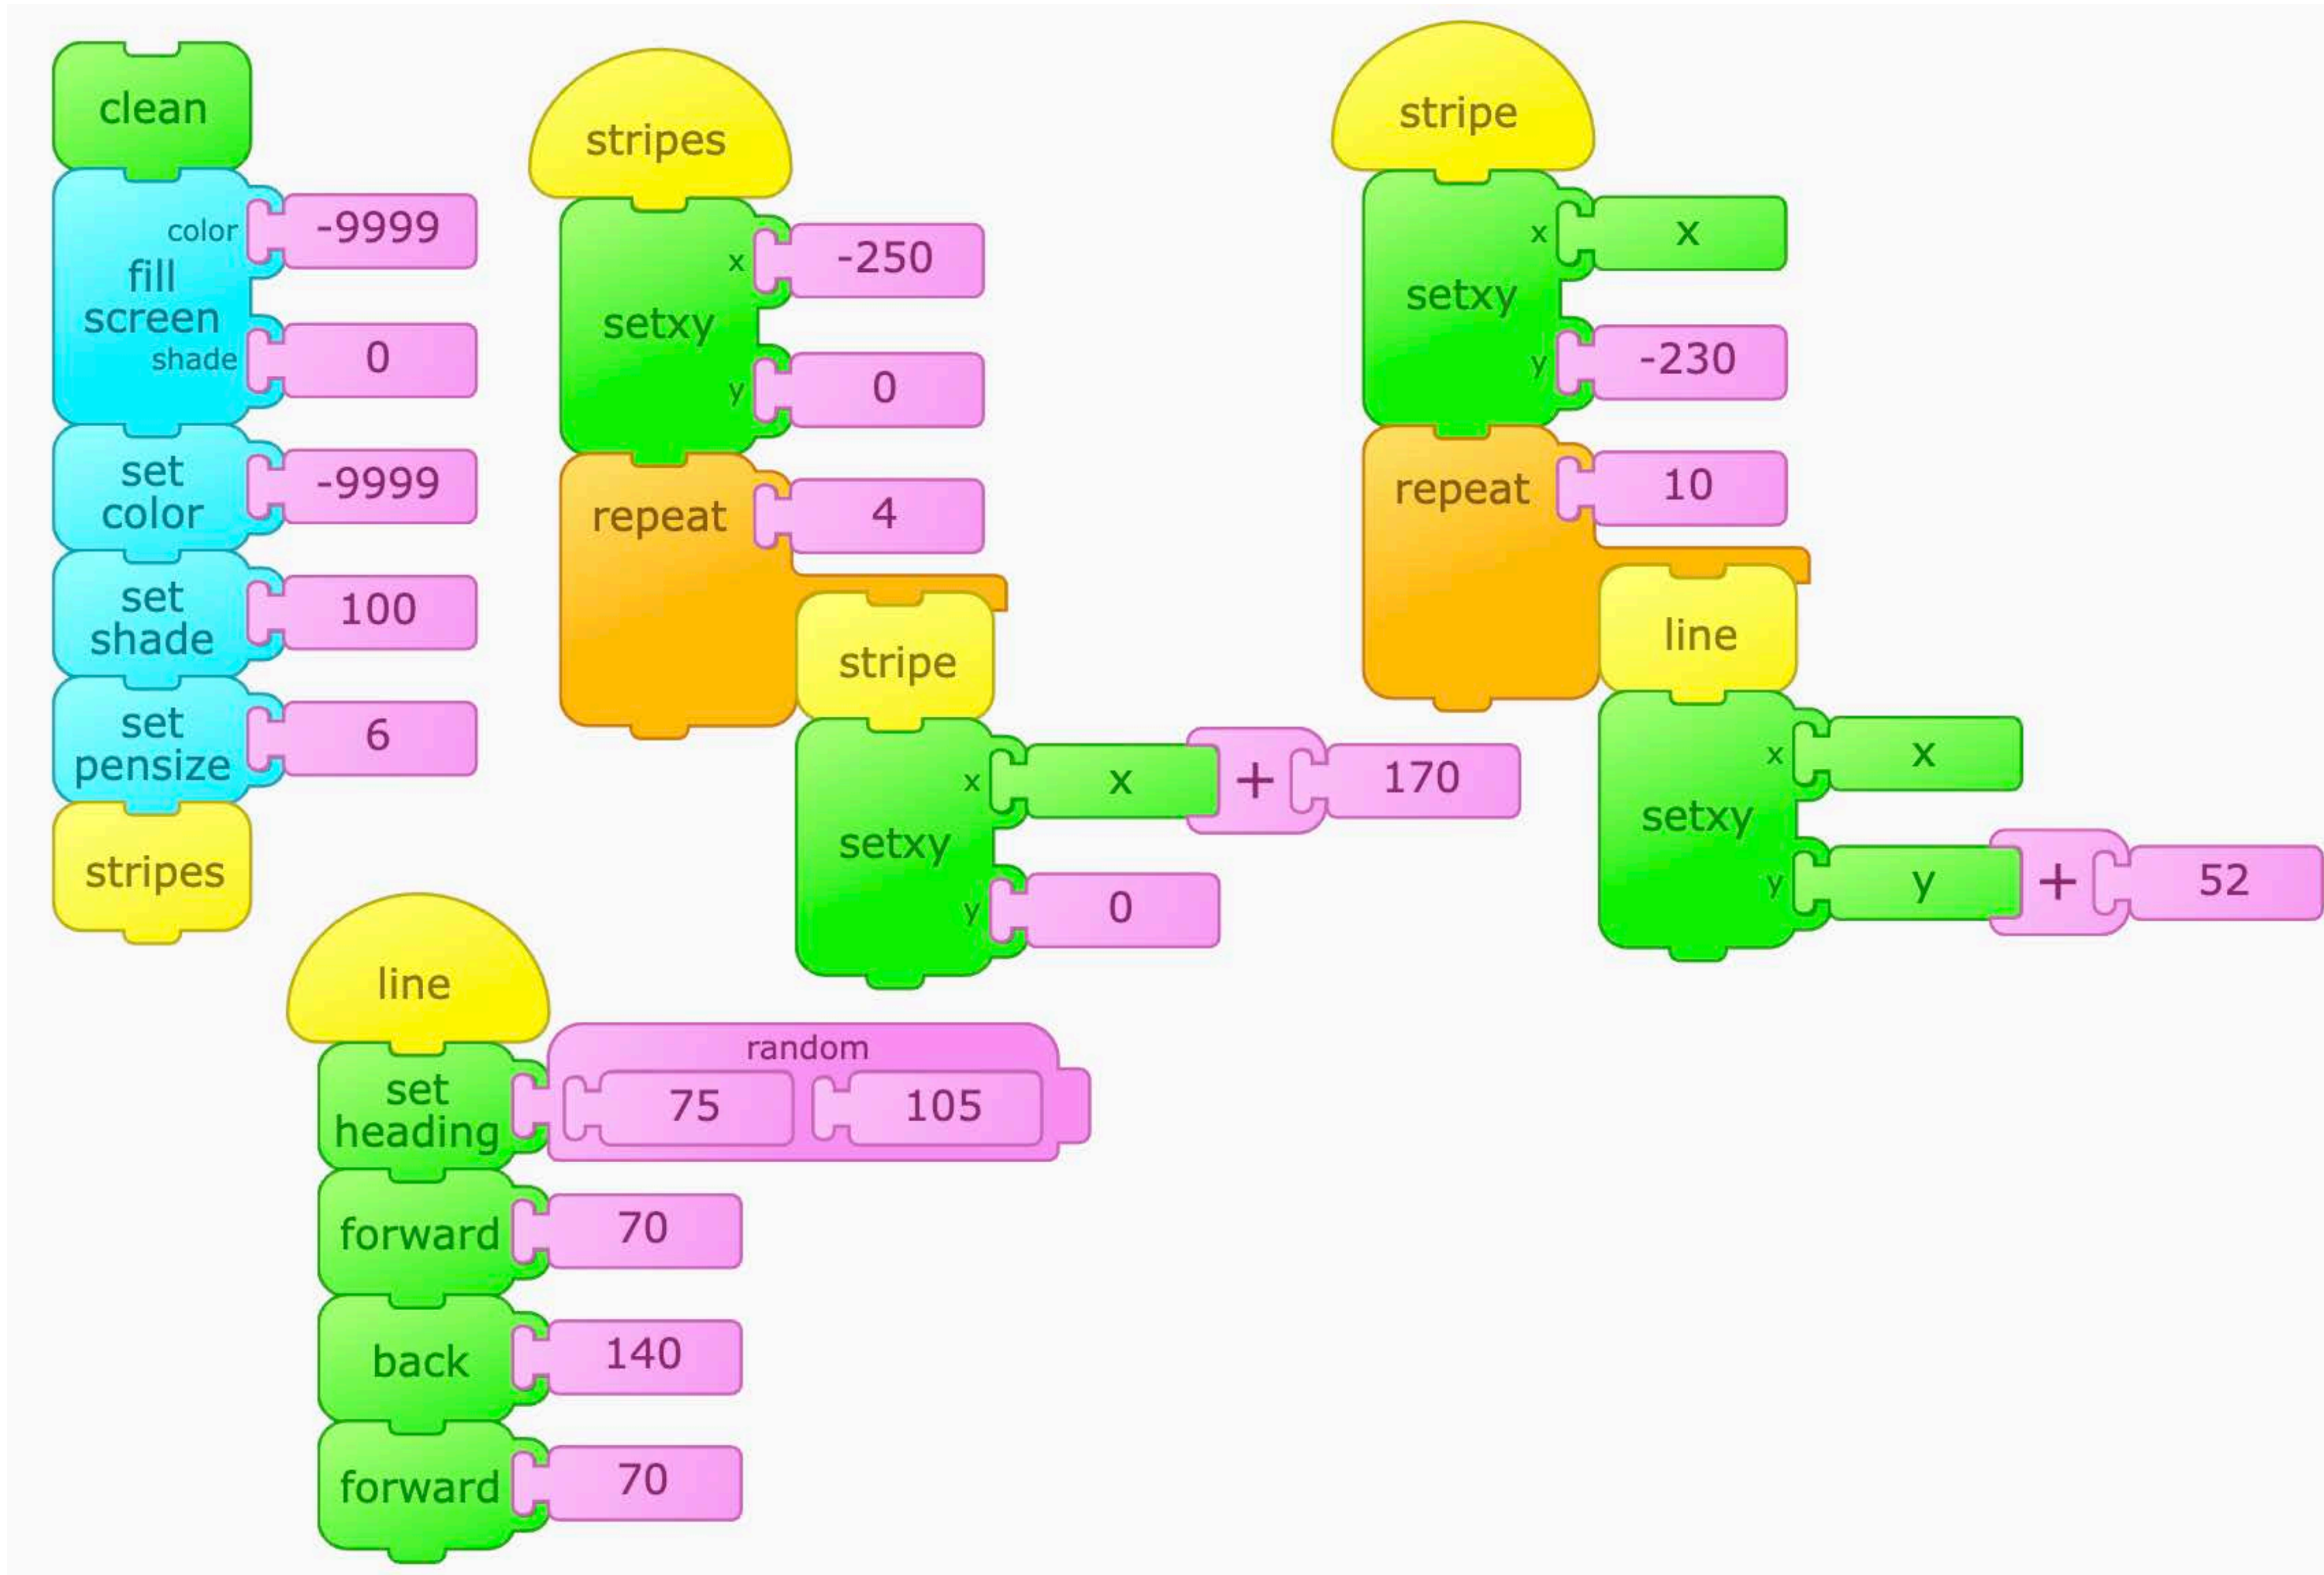 clean
color -9999
fill
screen
shade 0
set
color -9999
set
shade 100
set
pensize 6
stripes
stripes
x -250
setxy
y 0
repeat 4
stripe
x x + 170
setxy
y 0
stripe
x x
setxy
y -230
repeat 10
line
x x
setxy
y y + 52
line
random
set
heading 75 105
forward 70
back 140
forward 70